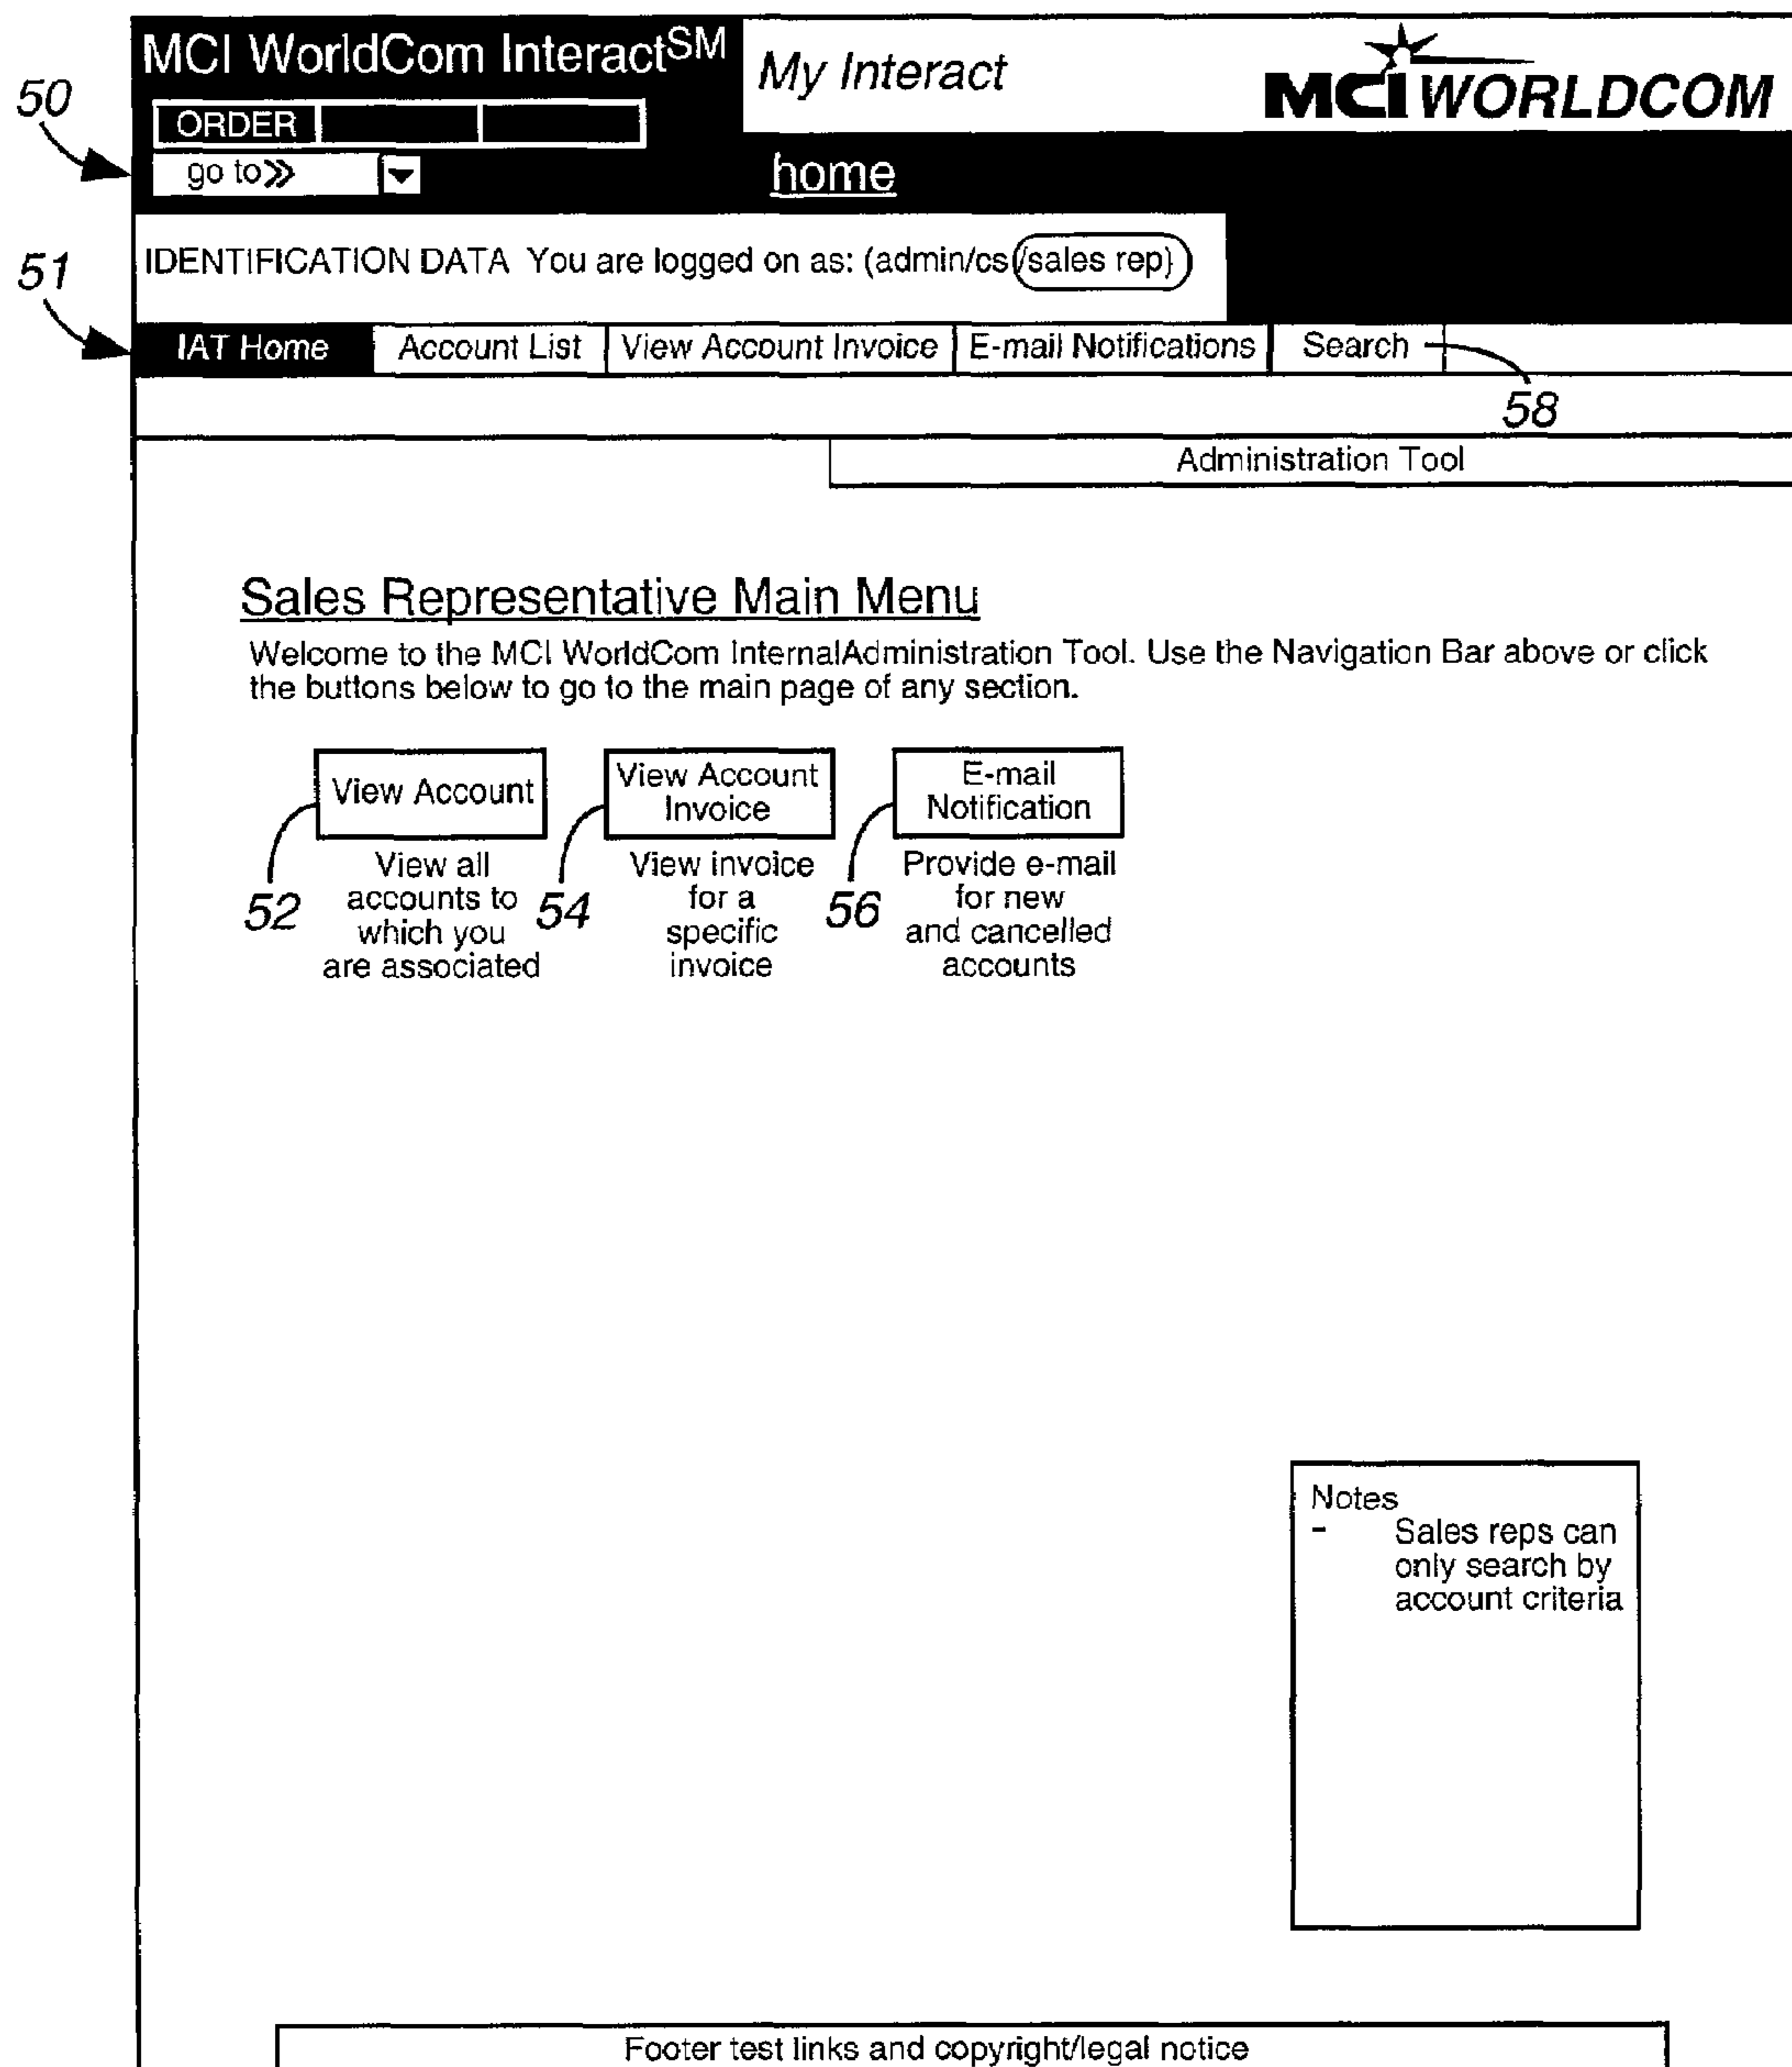 MCI WorldCom InteractSM
My Interact
MCI WORLDCOM
50
ORDER
go to»
home
51
IDENTIFICATION DATA You are logged on as: (admin/cs/sales rep})
IAT Home Account List View Account Invoice E-mail Notifications Search
58
Administration Tool
Sales Representative Main Menu
Welcome to the MCI WorldCom InternalAdministration Tool. Use the Navigation Bar above or click
the buttons below to go to the main page of any section.
View Account
View all
accounts to
which you
are associated
52
View Account
Invoice
View invoice
for a
specific
invoice
54
E-mail
Notification
Provide e-mail
for new
and cancelled
accounts
56
Notes
- Sales reps can
only search by
account criteria
Footer test links and copyright/legal notice